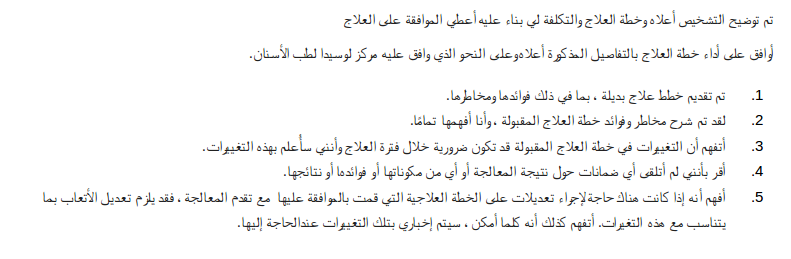 تم توضيح التشخيص أعلاه وخطة العلاج والتكلفة لي بناء عليه أعطي الموافقة على العلاج
أوافق على أداء خطة العلاج بالتفاصيل المذكورة أعلاه وعلى النحو الذي وافق عليه مركز لوسيدا لطب الأسنان.
1. تم تقديم خطط علاج بديلة ، بما في ذلك فوائدها ومخاطرها.
2. لقد تم شرح مخاطر وفوائد خطة العلاج المقبولة ، وأنا أفهمها تمامًا.
3. أتفهم أن التغييرات في خطة العلاج المقبولة قد تكون ضرورية خلال فترة العلاج وأنني سأُعلم بهذه التغييرات.
4. أقر بأنني لم أتلقى أي ضمانات حول نتيجة المعالجة أو أي من مكوناتها أو فوائدها أو نتائجها.
5. أفهم أنه إذا كانت هناك حاجة لإجراء تعديلات على الخطة العلاجية التي قمت بالموافقة عليها مع تقدم المعالجة ، فقد يلزم تعديل الأتعاب بما
يتناسب مع هذه التغيرات. أتفهم كذلك أنه كلما أمكن ، سيتم إخباري بتلك التغييرات عندالحاجة إليها.